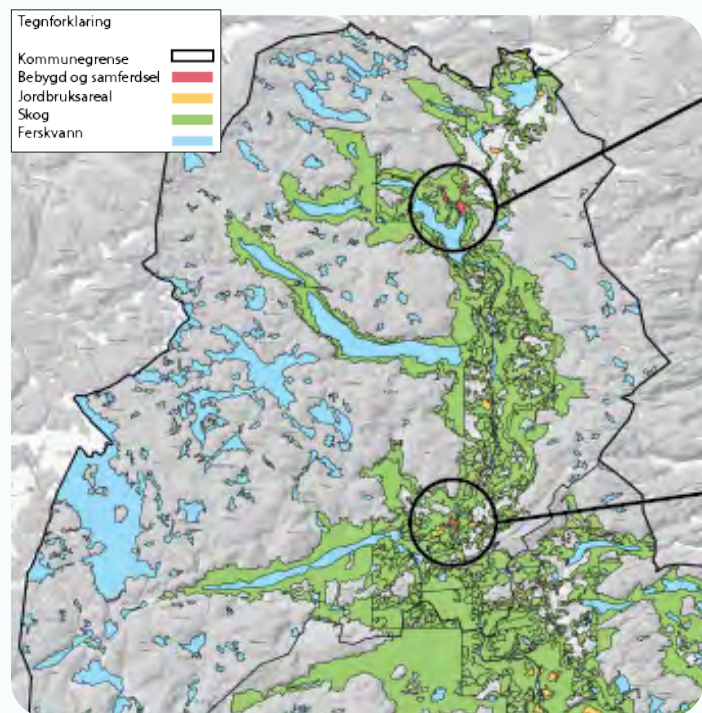 Tegnforklaring
Kommunegrense
Bebygd og samferdsel
Jordbruksareal
Skog
Ferskvann